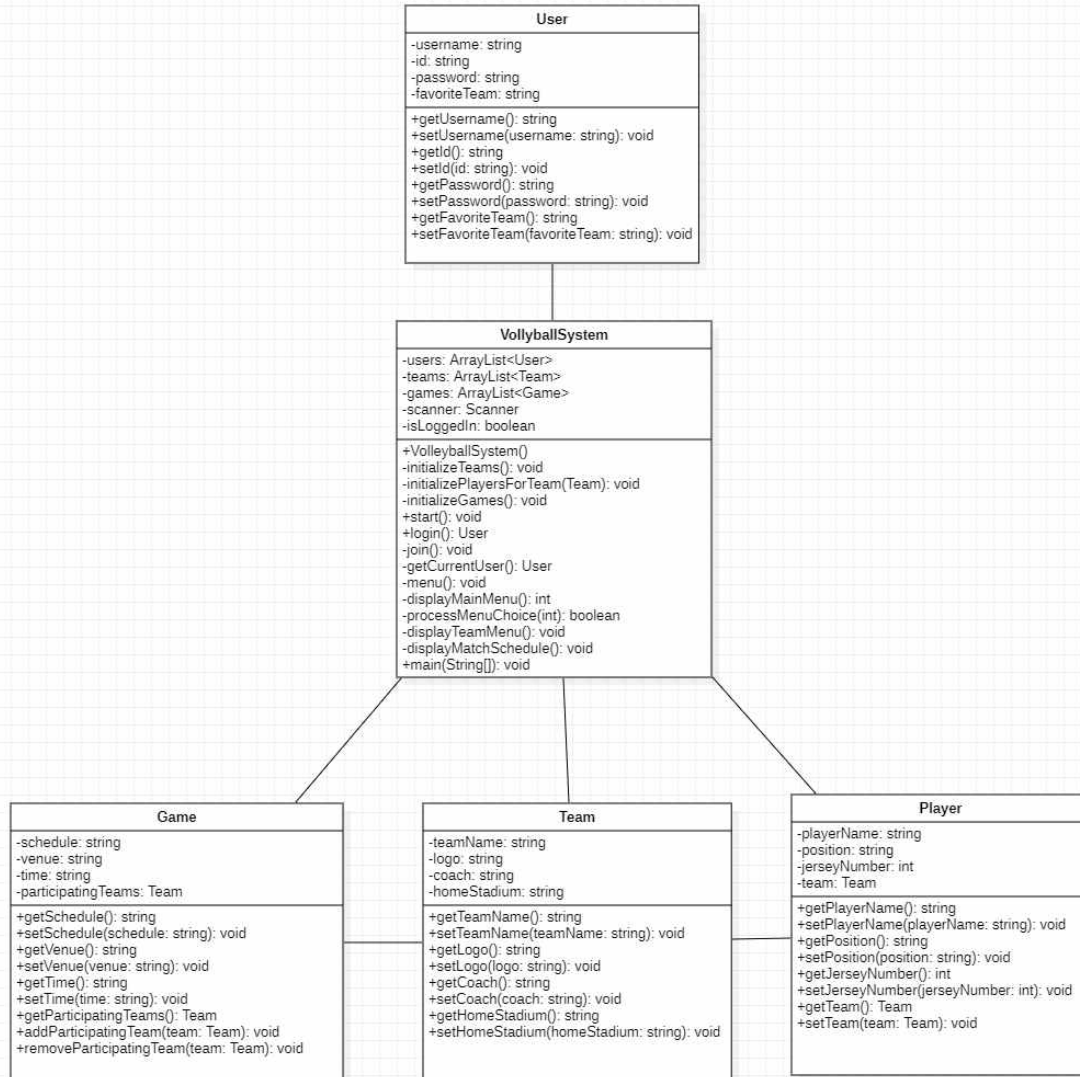 User
-username: string
-id: string
-password: string
-favoriteTeam: string
+getUsername(): string
+setUsername(username: string): void
+getId(): string
+setId(id: string): void
+getPassword(): string
+setPassword(password: string): void
+getFavoriteTeam(): string
+setFavoriteTeam(favoriteTeam: string): void
VollyballSystem
-users: ArrayList<User>
-teams: ArrayList<Team>
-games: ArrayList<Game>
-scanner: Scanner
-isLoggedIn: boolean
+VolleyballSystem()
-initializeTeams(): void
-initializePlayersForTeam(Team): void
-initializeGames(): void
+start(): void
+login(): User
-join(): void
-getCurrentUser(): User
-menu(): void
-displayMainMenu(): int
-processMenuChoice(int): boolean
-displayTeamMenu(): void
-displayMatchSchedule(): void
+main(String[]): void
Game
-schedule: string
-venue: string
-time: string
-participatingTeams: Team
+getSchedule(): string
+setSchedule(schedule: string): void
+getVenue(): string
+setVenue(venue: string): void
+getTime(): string
+setTime(time: string): void
+getParticipatingTeams(): Team
+addParticipatingTeam(team: Team): void
+removeParticipatingTeam(team: Team): void
Team
-teamName: string
-logo: string
-coach: string
-homeStadium: string
+getTeamName(): string
+setTeamName(teamName: string): void
+getLogo(): string
+setLogo(logo: string): void
+getCoach(): string
+setCoach(coach: string): void
+getHomeStadium(): string
+setHomeStadium(homeStadium: string): void
Player
-playerName: string
-position: string
-jerseyNumber: int
-team: Team
+getPlayerName(): string
+setPlayerName(playerName: string): void
+getPosition(): string
+setPosition(position: string): void
+getJerseyNumber(): int
+setJerseyNumber(jerseyNumber: int): void
+getTeam(): Team
+setTeam(team: Team): void